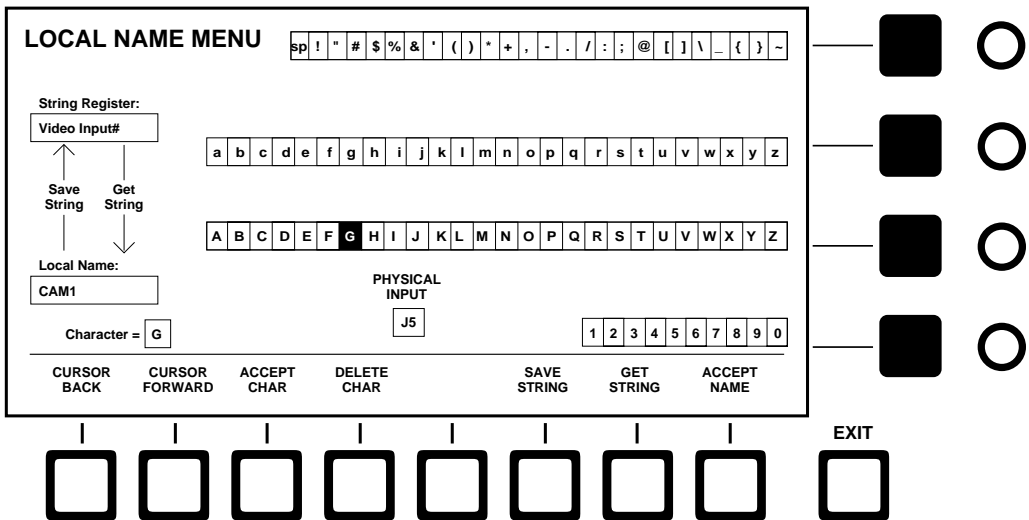 LOCAL NAME MENU
sp ! " # $ % & ' ( ) * + , - . / : ; @ [ ] \ _ { } ~
String Register:
Video Input#
a b c d e f g h i j k l m n o p q r s t u v w x y z
Save String
Get String
A B C D E F G H I J K L M N O P Q R S T U V W X Y Z
Local Name:
CAM1
PHYSICAL
INPUT
J5
Character = G
1 2 3 4 5 6 7 8 9 0
CURSOR BACK
CURSOR FORWARD
ACCEPT CHAR
DELETE CHAR
SAVE STRING
GET STRING
ACCEPT NAME
EXIT